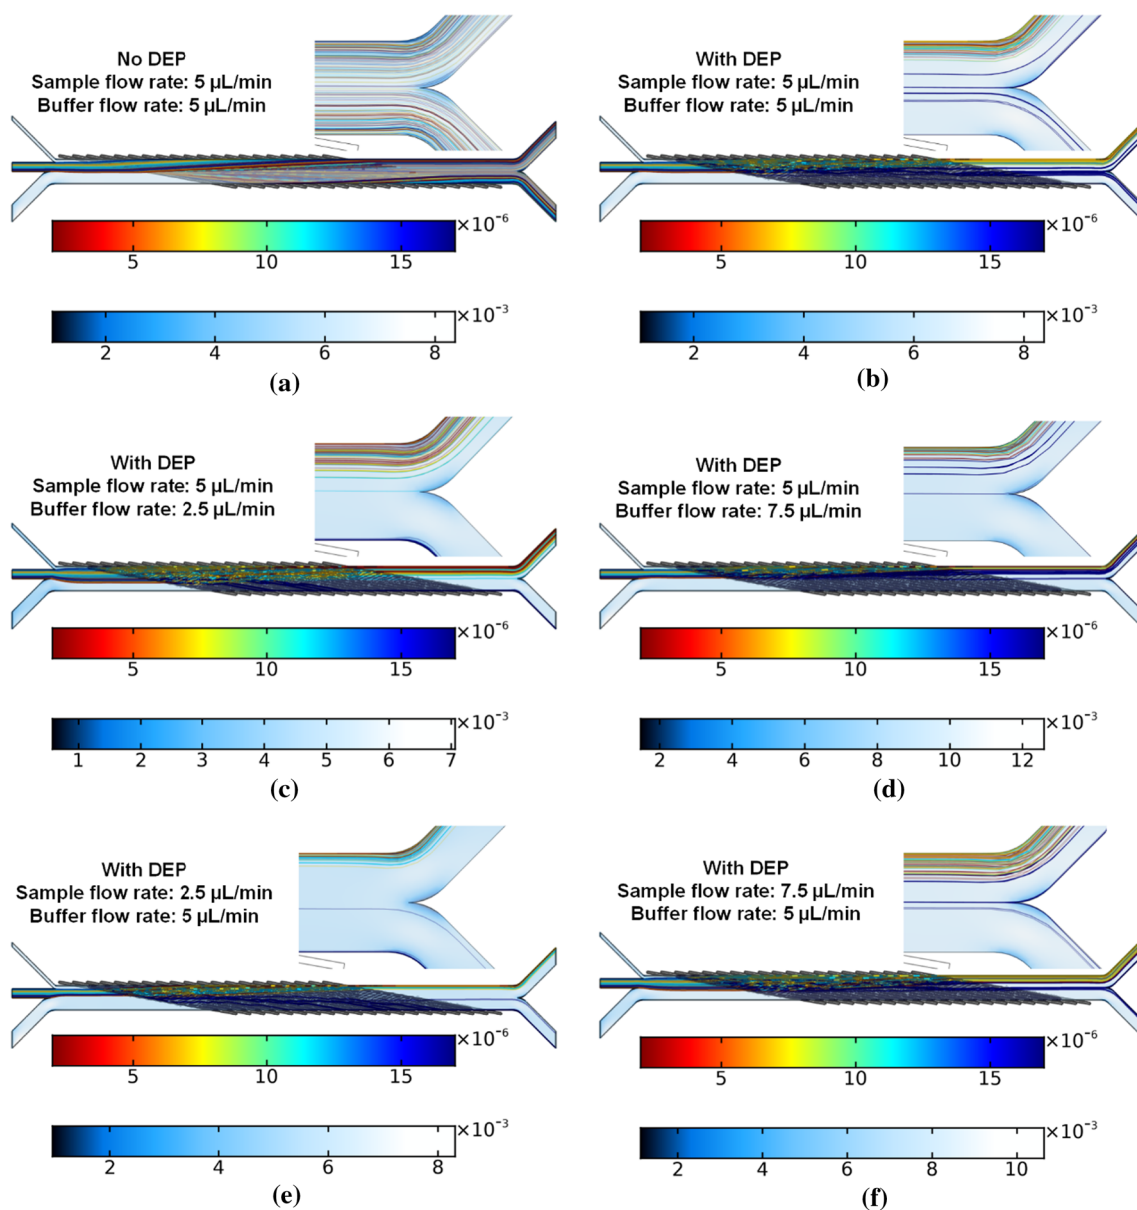 No DEP
Sample flow rate: 5 µL/min
Buffer flow rate: 5 µL/min
×10⁻⁶
5 10 15
×10⁻³
2 4 6 8
(a)
With DEP
Sample flow rate: 5 µL/min
Buffer flow rate: 5 µL/min
×10⁻⁶
5 10 15
×10⁻³
2 4 6 8
(b)
With DEP
Sample flow rate: 5 µL/min
Buffer flow rate: 2.5 µL/min
×10⁻⁶
5 10 15
×10⁻³
1 2 3 4 5 6 7
(c)
With DEP
Sample flow rate: 5 µL/min
Buffer flow rate: 7.5 µL/min
×10⁻⁶
5 10 15
×10⁻³
2 4 6 8 10 12
(d)
With DEP
Sample flow rate: 2.5 µL/min
Buffer flow rate: 5 µL/min
×10⁻⁶
5 10 15
×10⁻³
2 4 6 8
(e)
With DEP
Sample flow rate: 7.5 µL/min
Buffer flow rate: 5 µL/min
×10⁻⁶
5 10 15
×10⁻³
2 4 6 8 10
(f)